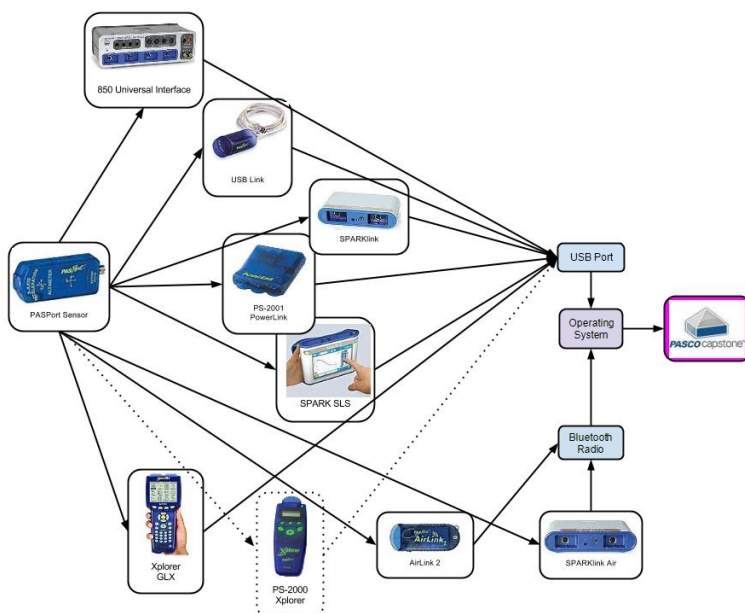 850 Universal Interface
USB Link
SPARKlink
PASPort Sensor
PS-2001
PowerLink
SPARK SLS
USB Port
Operating
System
PASCO capstone
Bluetooth
Radio
Xplorer
GLX
PS-2000
Xplorer
AirLink
AirLink 2
SPARKlink Air